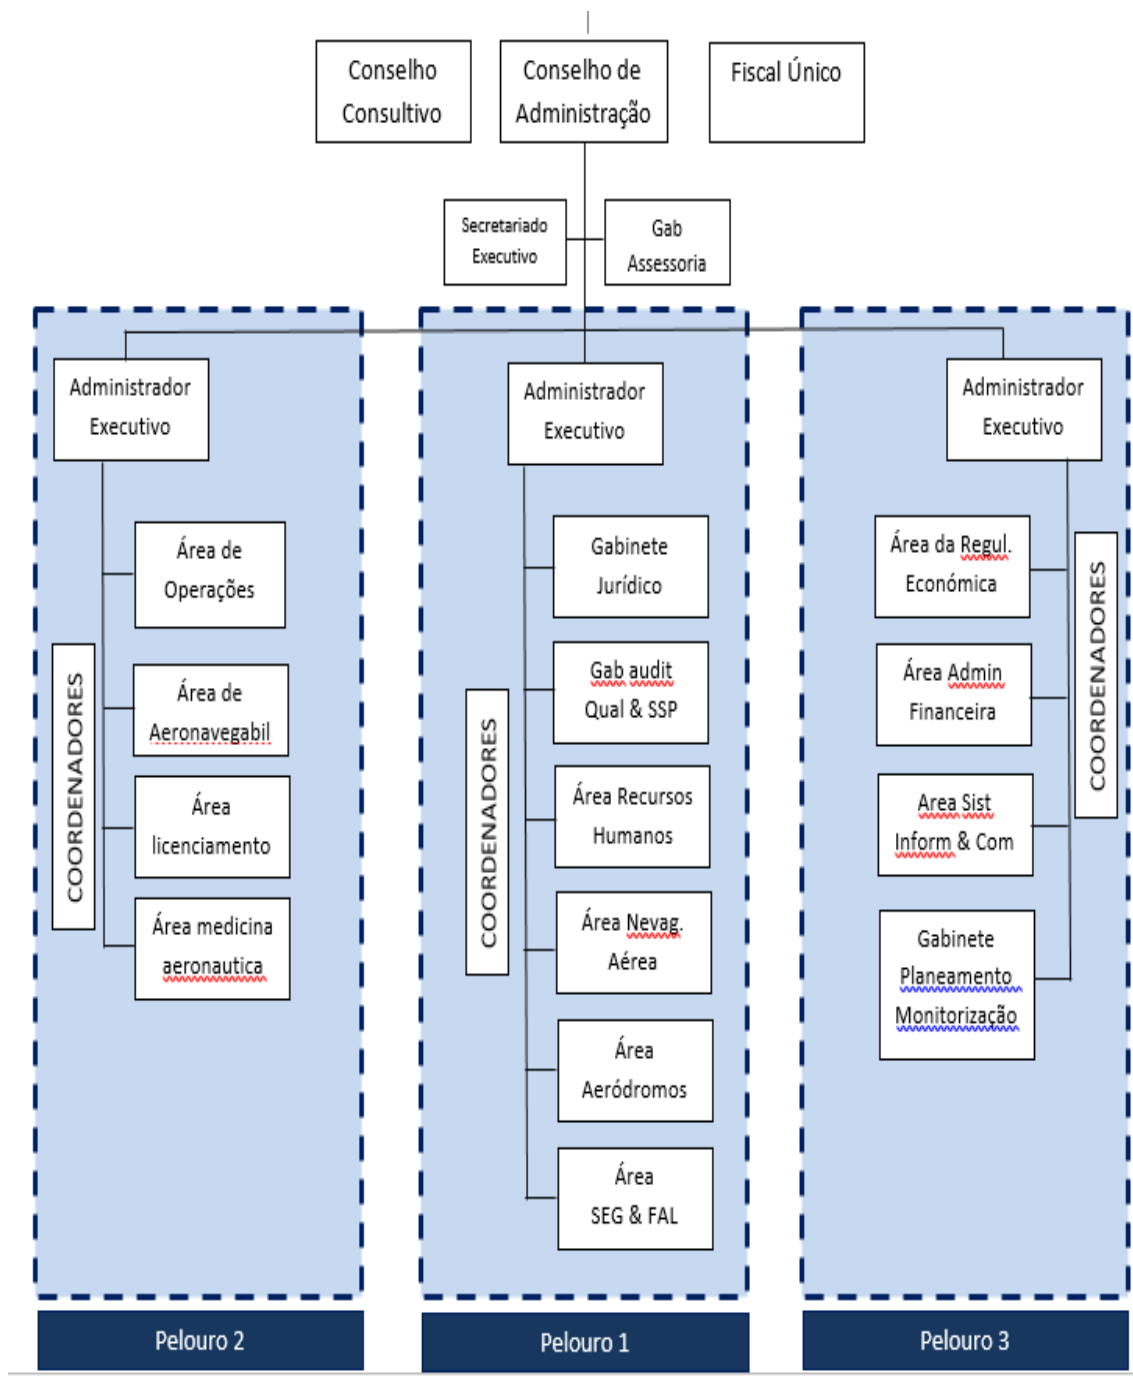 Conselho
Consultivo
Conselho de
Administração
Fiscal Único
Secretariado
Executivo
Gab
Assessoria
Administrador
Executivo
COORDENADORES
Área de
Operações
Área de
Aeronavegabil
Área
licenciamento
Área medicina
aeronautica
Pelouro 2
Administrador
Executivo
COORDENADORES
Gabinete
Jurídico
Gab audit
Qual & SSP
Área Recursos
Humanos
Área Nevag.
Aérea
Área
Aeródromos
Área
SEG & FAL
Pelouro 1
Administrador
Executivo
COORDENADORES
Área da Regul.
Económica
Área Admin
Financeira
Area Sist
Inform & Com
Gabinete
Planeamento
Monitorização
Pelouro 3